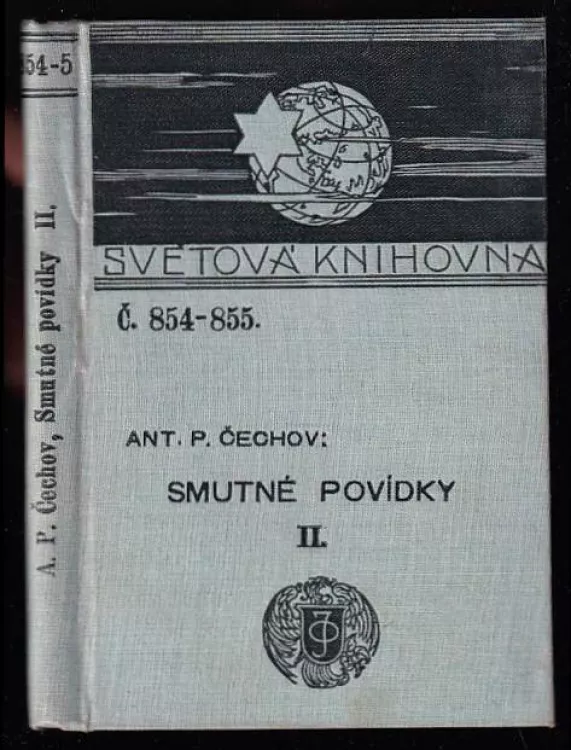 54-5
A. P. Čechov, Smutné povídky II.
SVĚTOVÁ KNIHOVNA
Č. 854-855.
ANT. P. ČECHOV:
SMUTNÉ POVÍDKY
II.